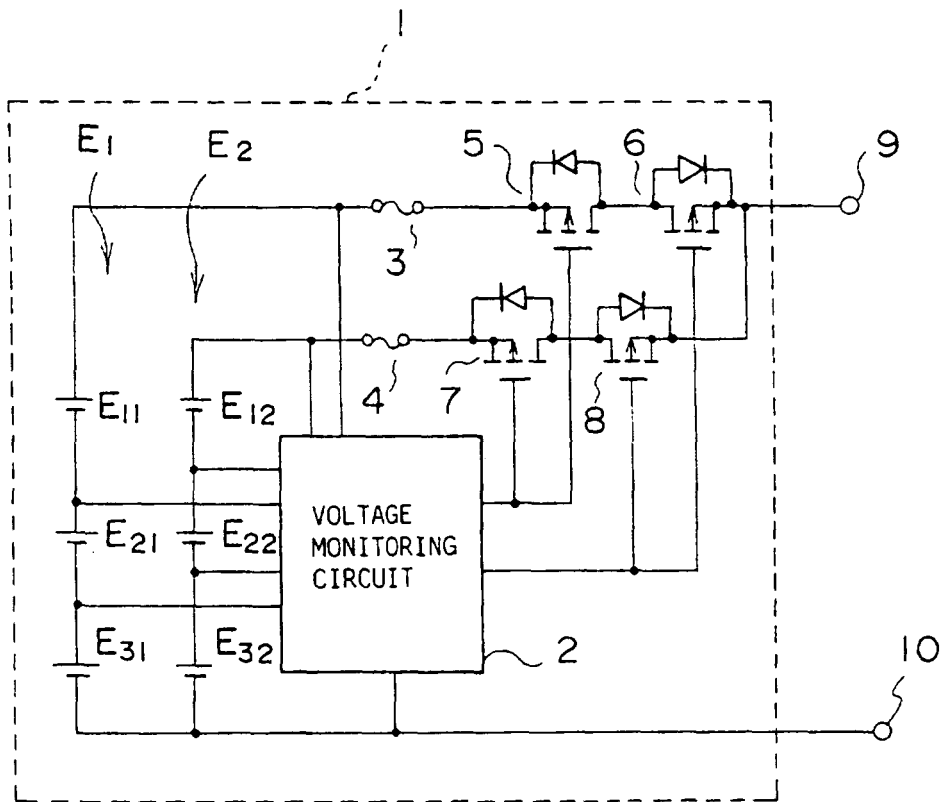 1
E1
E2
5
6
9
3
4
7
8
E11
E12
E21
E22
VOLTAGE
MONITORING
CIRCUIT
E31
E32
2
10